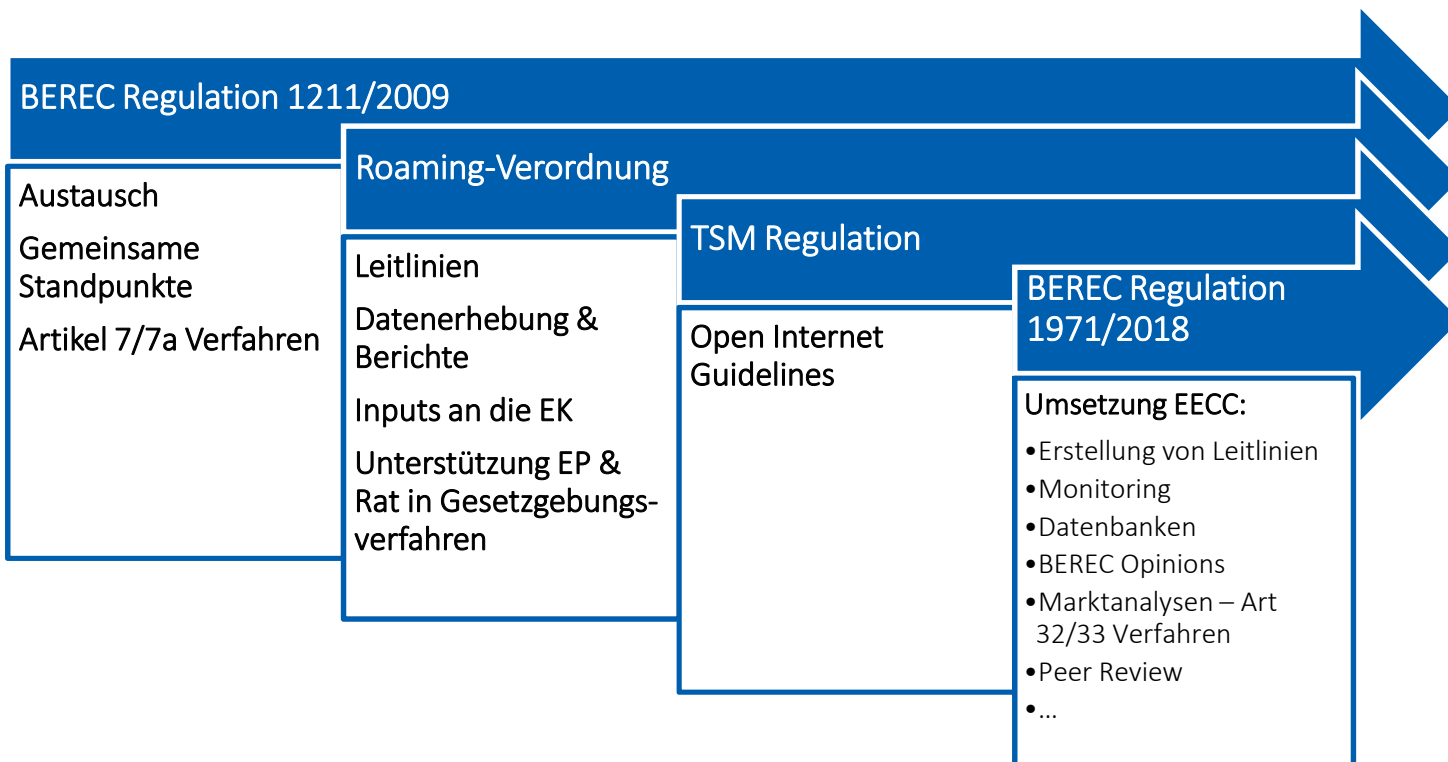 BEREC Regulation 1211/2009
Austausch
Gemeinsame
Standpunkte
Artikel 7/7a Verfahren
Roaming-Verordnung
Leitlinien
Datenerhebung &
Berichte
Inputs an die EK
Unterstützung EP &
Rat in Gesetzgebungs-
verfahren
TSM Regulation
Open Internet
Guidelines
BEREC Regulation
1971/2018
Umsetzung EECC:
•Erstellung von Leitlinien
•Monitoring
•Datenbanken
•BEREC Opinions
•Marktanalysen – Art
32/33 Verfahren
•Peer Review
•...